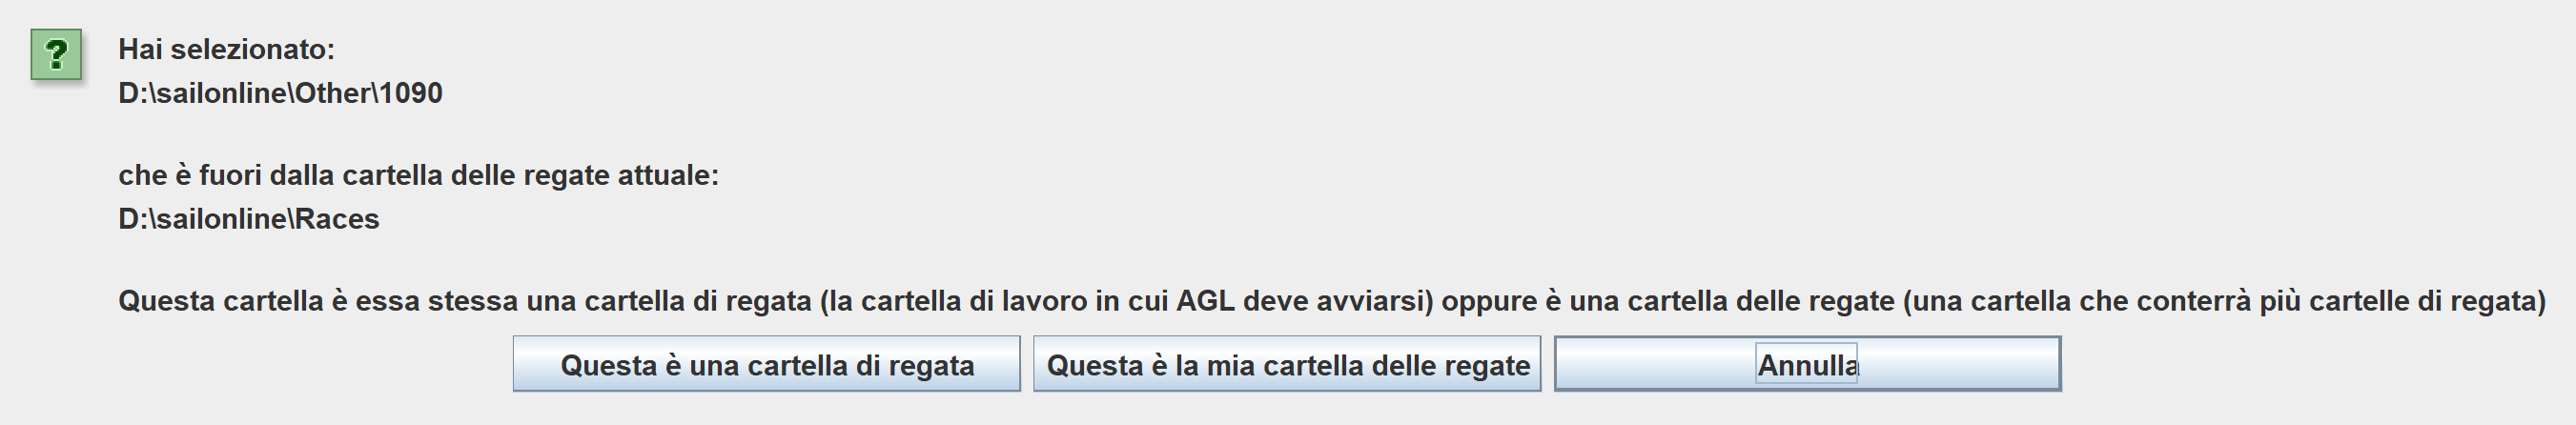 Hai selezionato:
D:\sailonline\Other\1090
che è fuori dalla cartella delle regate attuale:
D:\sailonline\Races
Questa cartella è essa stessa una cartella di regata (la cartella di lavoro in cui AGL deve avviarsi) oppure è una cartella delle regate (una cartella che conterrà più cartelle di regata)
Questa è una cartella di regata
Questa è la mia cartella delle regate
Annulla